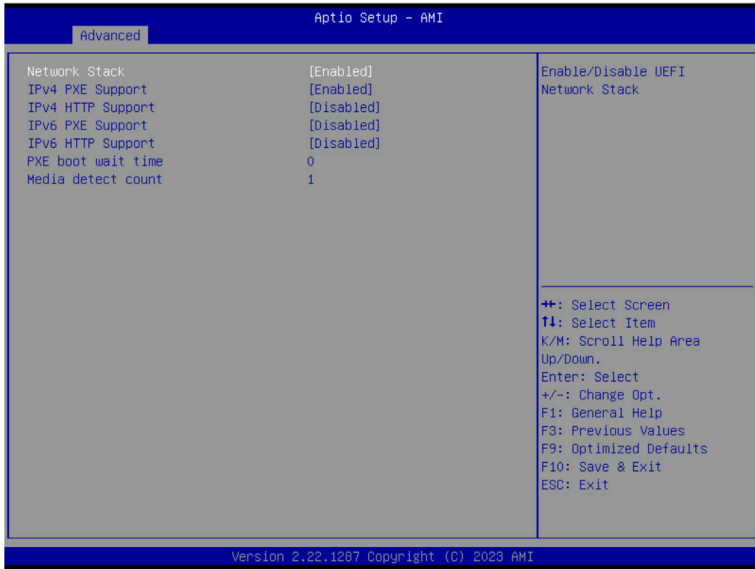 Aptio Setup – AMI
Advanced
Network Stack [Enabled]
IPv4 PXE Support [Enabled]
IPv4 HTTP Support [Disabled]
IPv6 PXE Support [Disabled]
IPv6 HTTP Support [Disabled]
PXE boot wait time 0
Media detect count 1
Enable/Disable UEFI
Network Stack
→←: Select Screen
↑↓: Select Item
K/M: Scroll Help Area
Up/Down.
Enter: Select
+/-: Change Opt.
F1: General Help
F3: Previous Values
F9: Optimized Defaults
F10: Save & Exit
ESC: Exit
Version 2.22.1287 Copyright (C) 2023 AMI